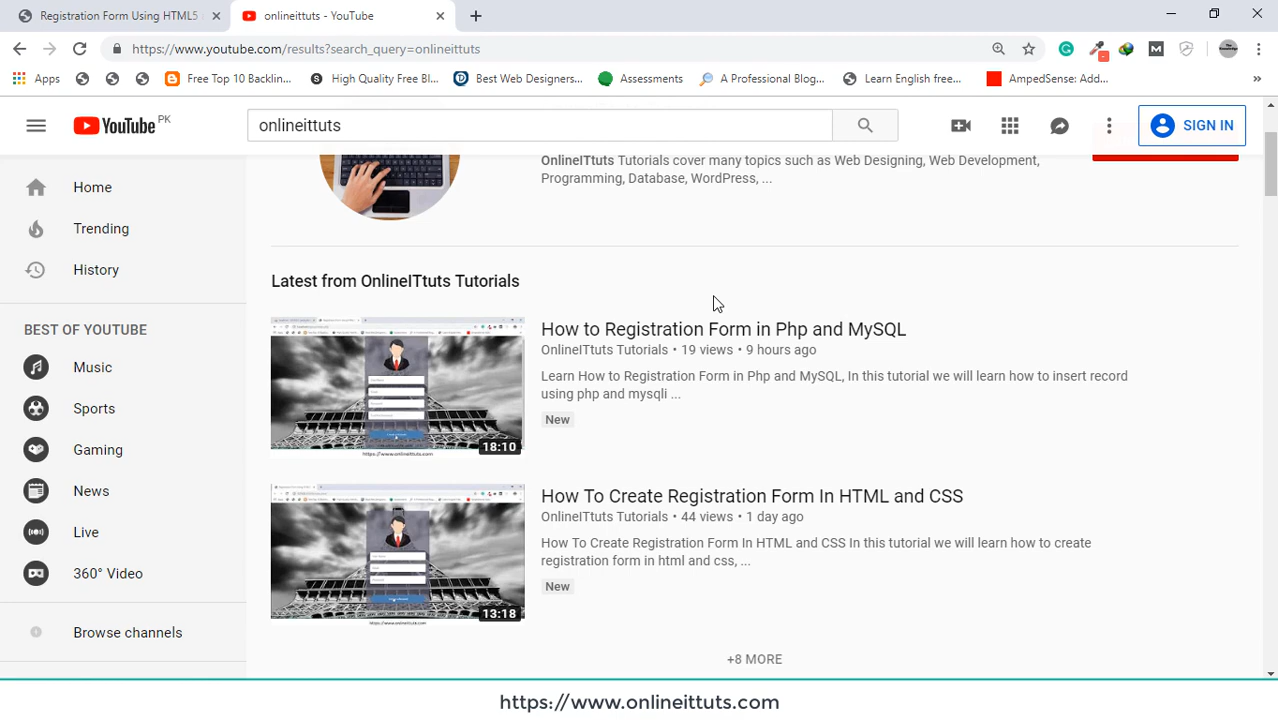 Registration Form Using HTML5
onlineittuts - YouTube
https://www.youtube.com/results?search_query=onlineittuts
Apps
Free Top 10 Backlin...
High Quality Free Bl...
Best Web Designers...
Assessments
A Professional Blog...
Learn English free...
AmpedSense: Add...
YouTube PK
onlineittuts
SIGN IN
OnlineITtuts Tutorials cover many topics such as Web Designing, Web Development,
Programming, Database, WordPress, ...
Home
Trending
History
BEST OF YOUTUBE
Music
Sports
Gaming
News
Live
360° Video
Browse channels
Latest from OnlineITtuts Tutorials
How to Registration Form in Php and MySQL
OnlineITtuts Tutorials • 19 views • 9 hours ago
Learn How to Registration Form in Php and MySQL, In this tutorial we will learn how to insert record
using php and mysqli ...
New
18:10
https://www.onlineittuts.com
How To Create Registration Form In HTML and CSS
OnlineITtuts Tutorials • 44 views • 1 day ago
How To Create Registration Form In HTML and CSS In this tutorial we will learn how to create
registration form in html and css, ...
New
13:18
https://www.onlineittuts.com
+8 MORE
https://www.onlineittuts.com